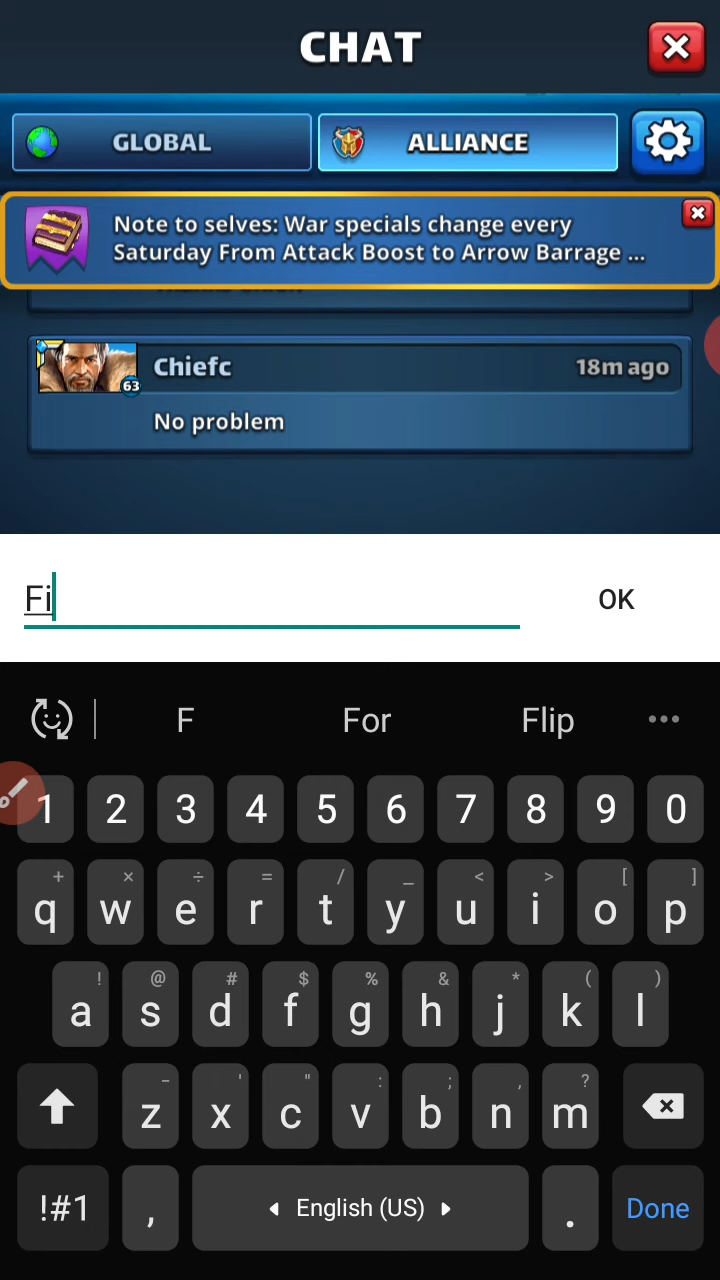 CHAT
GLOBAL
ALLIANCE
Note to selves: War specials change every
Saturday From Attack Boost to Arrow Barrage ...
Chiefc
18m ago
63
No problem
Fi
OK
F
For
Flip
1 2 3 4 5 6 7 8 9 0
+ × ÷ = / _ < > [ ]
q w e r t y u i o p
! @ # $ % & * ( )
a s d f g h j k l
- ' " : ; , ?
z x c v b n m
!#1 , English (US) . Done